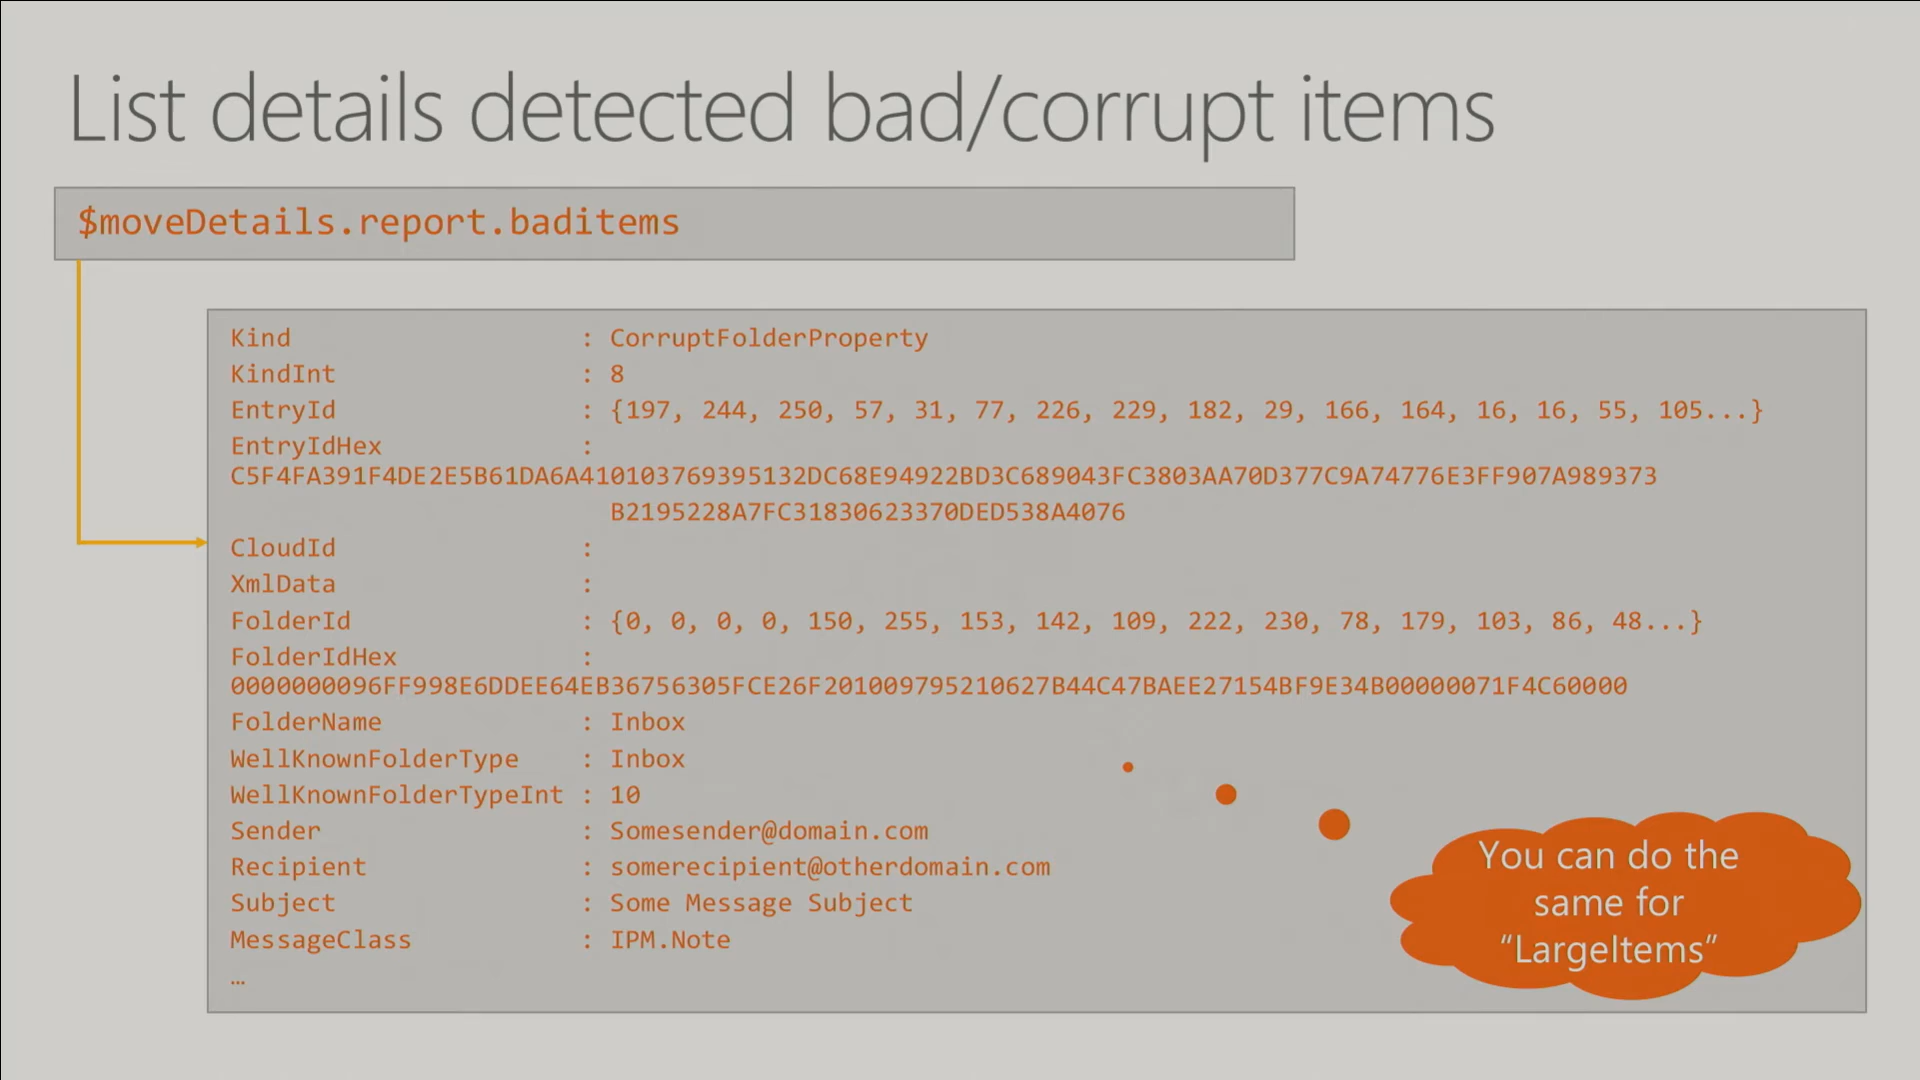 List details detected bad/corrupt items
$moveDetails.report.baditems
Kind : CorruptFolderProperty
KindInt : 8
EntryId : {197, 244, 250, 57, 31, 77, 226, 229, 182, 29, 166, 164, 16, 16, 55, 105...}
EntryIdHex :
C5F4FA391F4DE2E5B61DA6A410103769395132DC68E94922BD3C689043FC3803AA70D377C9A74776E3FF907A989373
B2195228A7FC31830623370DED538A4076
CloudId :
XmlData :
FolderId : {0, 0, 0, 0, 150, 255, 153, 142, 109, 222, 230, 78, 179, 103, 86, 48...}
FolderIdHex :
0000000096FF998E6DDEE64EB36756305FCE26F201009795210627B44C47BAEE27154BF9E34B00000071F4C60000
FolderName : Inbox
WellKnownFolderType : Inbox
WellKnownFolderTypeInt : 10
Sender : Somesender@domain.com
Recipient : somerecipient@otherdomain.com
Subject : Some Message Subject
MessageClass : IPM.Note
…
You can do the
same for
“LargeItems”